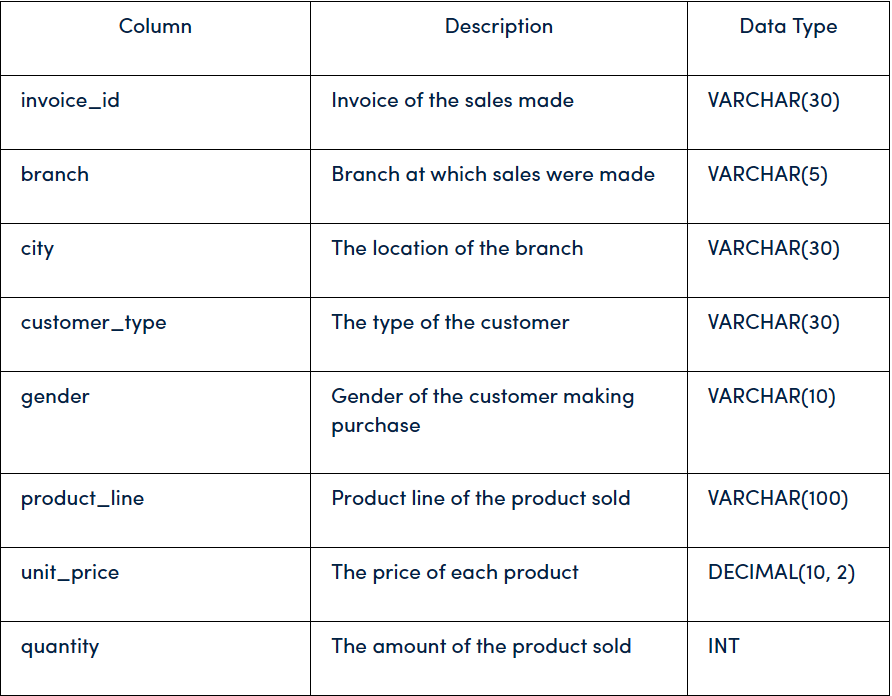 Column Description Data Type
invoice_id Invoice of the sales made VARCHAR(30)
branch Branch at which sales were made VARCHAR(5)
city The location of the branch VARCHAR(30)
customer_type The type of the customer VARCHAR(30)
gender Gender of the customer making VARCHAR(10)
purchase
product_line Product line of the product sold VARCHAR(100)
unit_price The price of each product DECIMAL(10, 2)
quantity The amount of the product sold INT